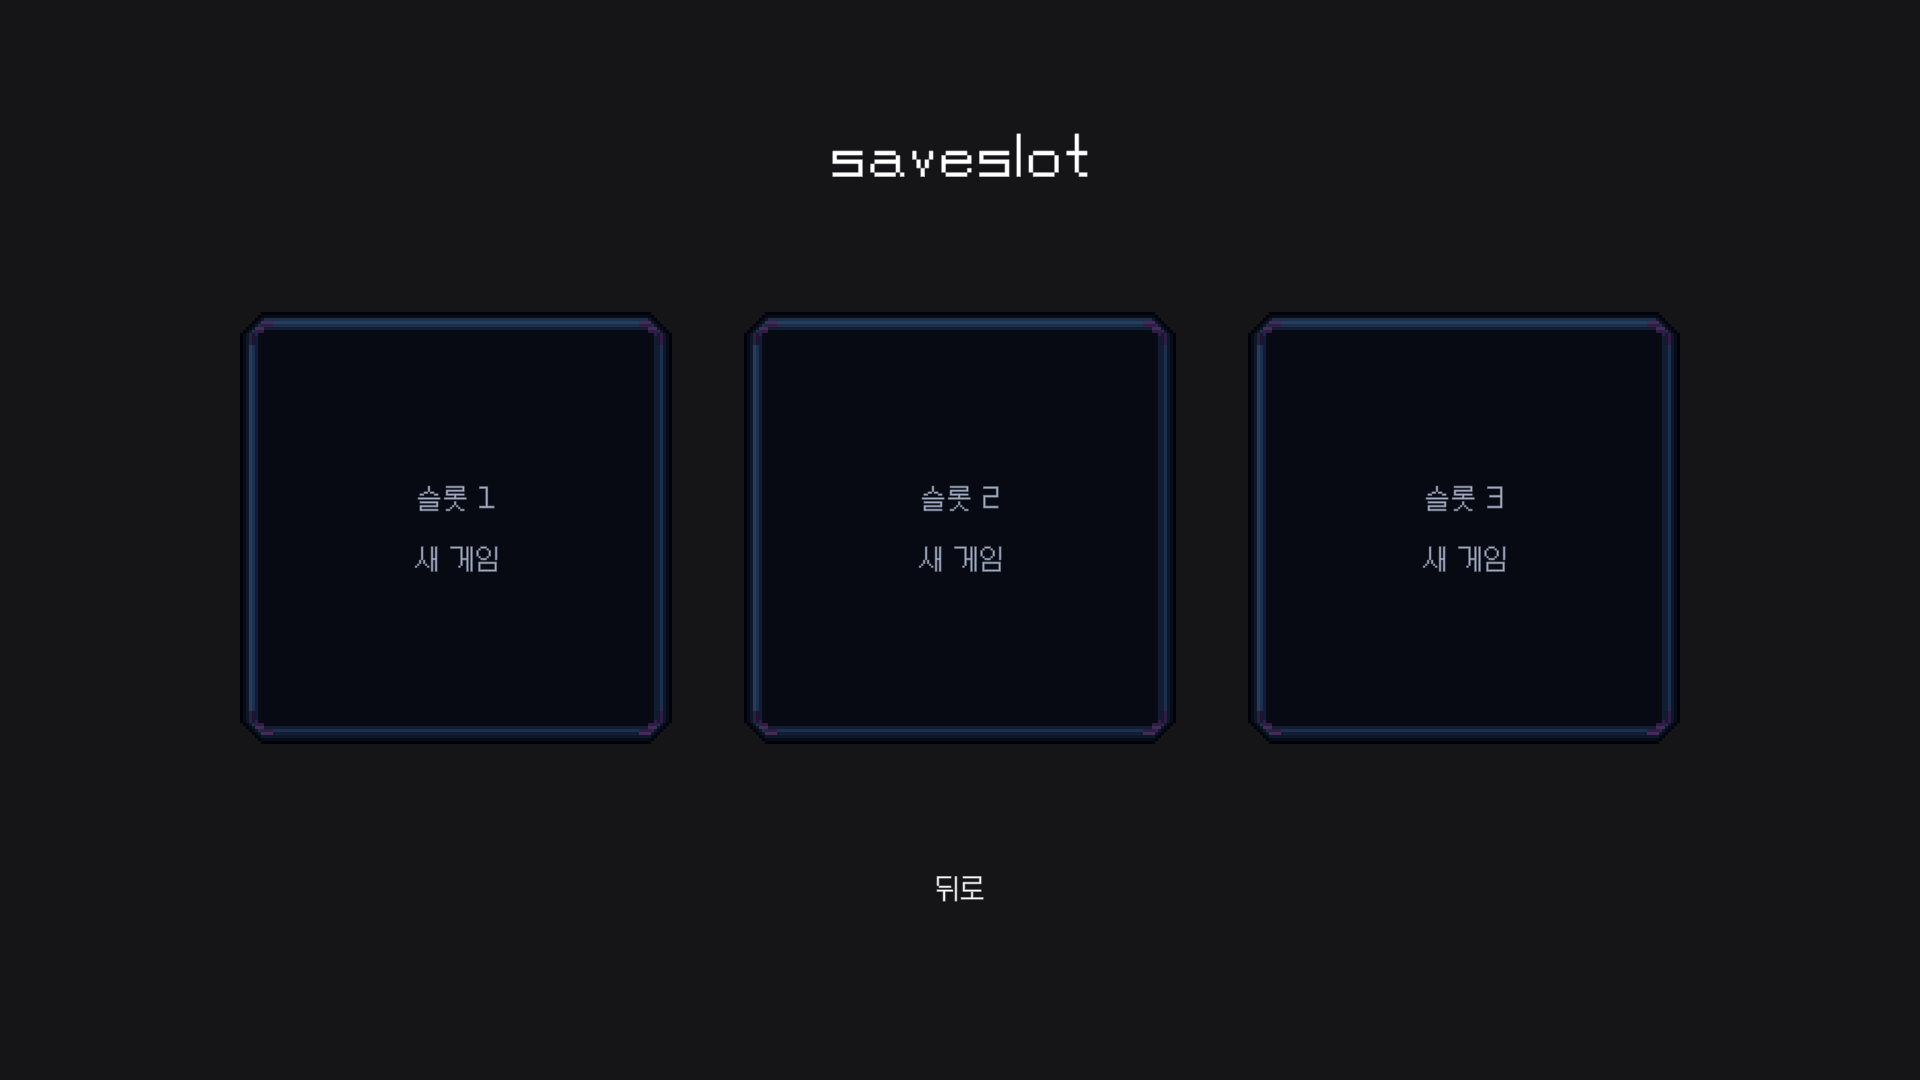 saveslot
슬롯 1
새 게임
슬롯 2
새 게임
슬롯 3
새 게임
뒤로